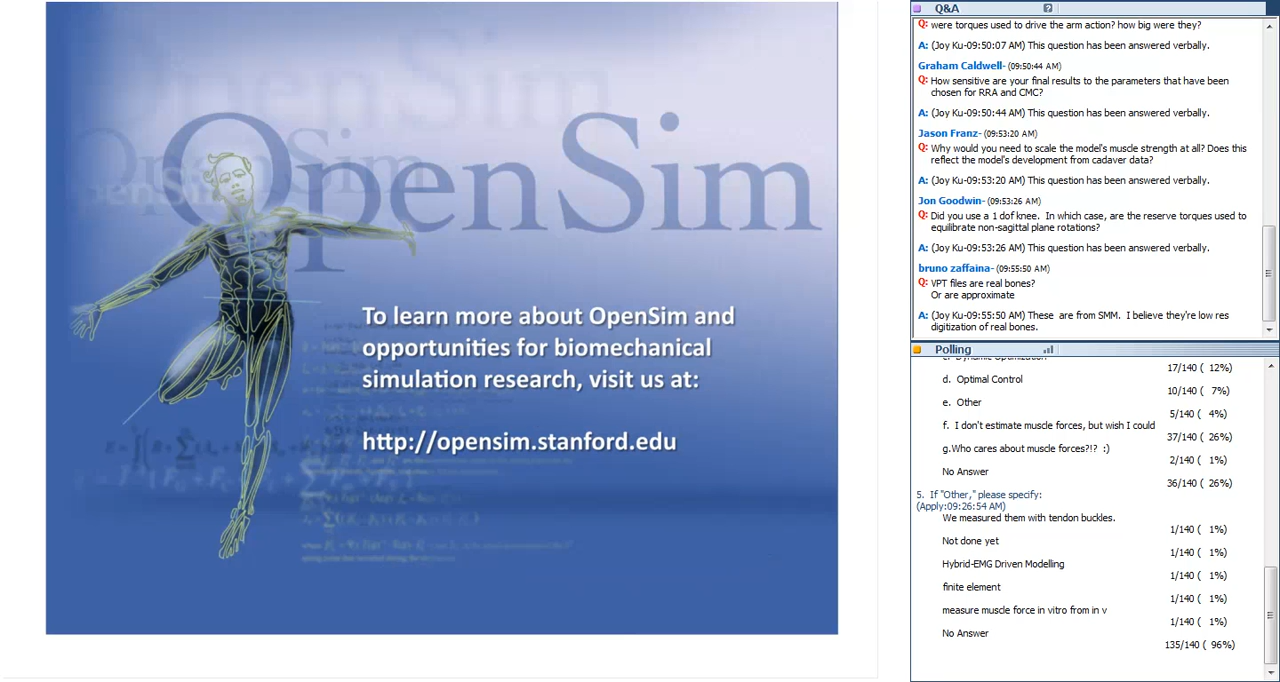 OpenSim
To learn more about OpenSim and
opportunities for biomechanical
simulation research, visit us at:
http://opensim.stanford.edu
Q&A
Q: were torques used to drive the arm action? how big were they?
A: (Joy Ku-09:50:07 AM) This question has been answered verbally.
Graham Caldwell- (09:50:44 AM)
Q: How sensitive are your final results to the parameters that have been
chosen for RRA and CMC?
A: (Joy Ku-09:50:44 AM) This question has been answered verbally.
Jason Franz- (09:53:20 AM)
Q: Why would you need to scale the model's muscle strength at all? Does this
reflect the model's development from cadaver data?
A: (Joy Ku-09:53:20 AM) This question has been answered verbally.
Jon Goodwin- (09:53:26 AM)
Q: Did you use a 1 dof knee. In which case, are the reserve torques used to
equilibrate non-sagittal plane rotations?
A: (Joy Ku-09:53:26 AM) This question has been answered verbally.
bruno zaffaina- (09:55:50 AM)
Q: VPT files are real bones?
Or are approximate
A: (Joy Ku-09:55:50 AM) These are from SMM. I believe they're low res
digitization of real bones.
Polling
17/140 ( 12%)
d. Optimal Control
10/140 ( 7%)
e. Other
5/140 ( 4%)
f. I don't estimate muscle forces, but wish I could
37/140 ( 26%)
g.Who cares about muscle forces?!? :)
2/140 ( 1%)
No Answer
36/140 ( 26%)
5. If "Other," please specify:
(Apply:09:26:54 AM)
We measured them with tendon buckles.
1/140 ( 1%)
Not done yet
1/140 ( 1%)
Hybrid-EMG Driven Modelling
1/140 ( 1%)
finite element
1/140 ( 1%)
measure muscle force in vitro from in v
1/140 ( 1%)
No Answer
135/140 ( 96%)